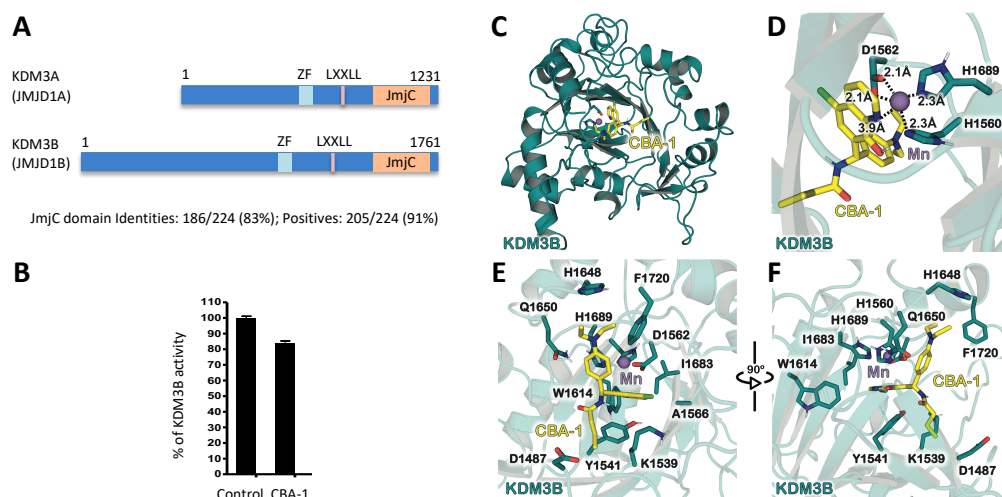 A
KDM3A
(JMJD1A)
1
ZF
LXXLL
1231
JmjC
KDM3B
(JMJD1B)
1
ZF
LXXLL
1761
JmjC
JmjC domain Identities: 186/224 (83%); Positives: 205/224 (91%)
B
% of KDM3B activity
110
100
90
80
70
60
50
40
30
20
10
0
Control CBA-1
C
CBA-1
KDM3B
D
D1562
2.1Å
H1689
2.1Å
2.3Å
3.9Å
2.3Å
H1560
Mn
CBA-1
KDM3B
E
H1648
F1720
Q1650
H1689
D1562
Mn
I1683
W1614
A1566
CBA-1
D1487
Y1541
K1539
KDM3B
90°
F
H1648
H1560
Q1650
H1689
I1683
F1720
W1614
Mn
CBA-1
Y1541
K1539
D1487
KDM3B